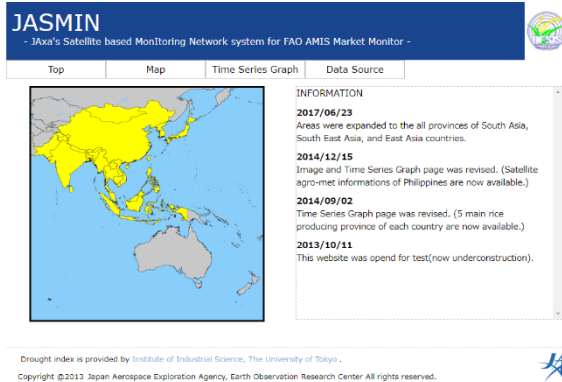 JASMIN
- JAxa's Satellite based MonItoring Network system for FAO AMIS Market Monitor -
Top
Map
Time Series Graph
Data Source
INFORMATION
2017/06/23
Areas were expanded to the all provinces of South Asia,
South East Asia, and East Asia countries.
2014/12/15
Image and Time Series Graph page was revised. (Satellite
agro-met informations of Philippines are now available.)
2014/09/02
Time Series Graph page was revised. (5 main rice
producing province of each country are now available.)
2013/10/11
This website was opend for test(now underconstruction).
Drought index is provided by Institute of Industrial Science, The University of Tokyo .
Copyright @2013 Japan Aerospace Exploration Agency, Earth Observation Research Center All rights reserved.